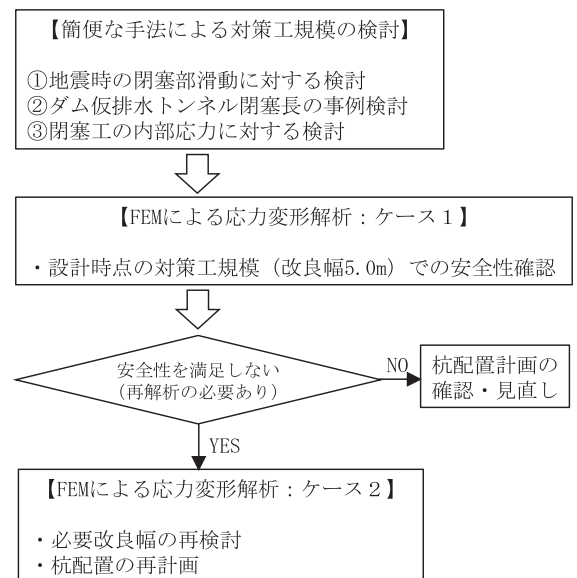 【簡便な手法による対策工規模の検討】
①地震時の閉塞部滑動に対する検討
②ダム仮排水トンネル閉塞長の事例検討
③閉塞工の内部応力に対する検討
【FEMによる応力変形解析：ケース１】
・設計時点の対策工規模（改良幅5.0m）での安全性確認
安全性を満足しない
（再解析の必要あり）
NO
杭配置計画の
確認・見直し
YES
【FEMによる応力変形解析：ケース２】
・必要改良幅の再検討
・杭配置の再計画